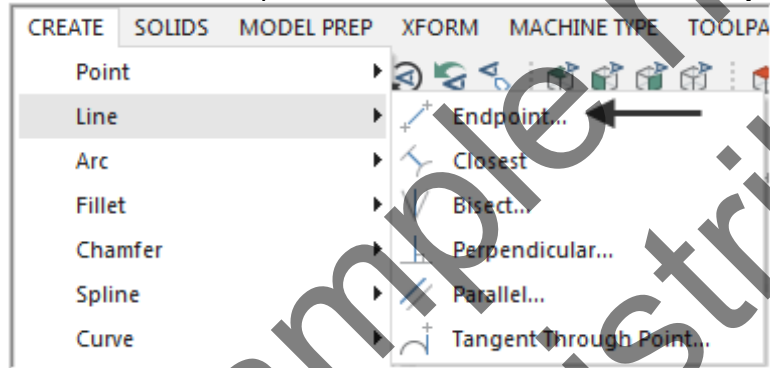 CREATE SOLIDS MODEL PREP XFORM MACHINE TYPE TOOLPA
Point
Line
Arc
Fillet
Chamfer
Spline
Curve
Endpoint...
Closest
Bisect...
Perpendicular...
Parallel...
Tangent Through Point...